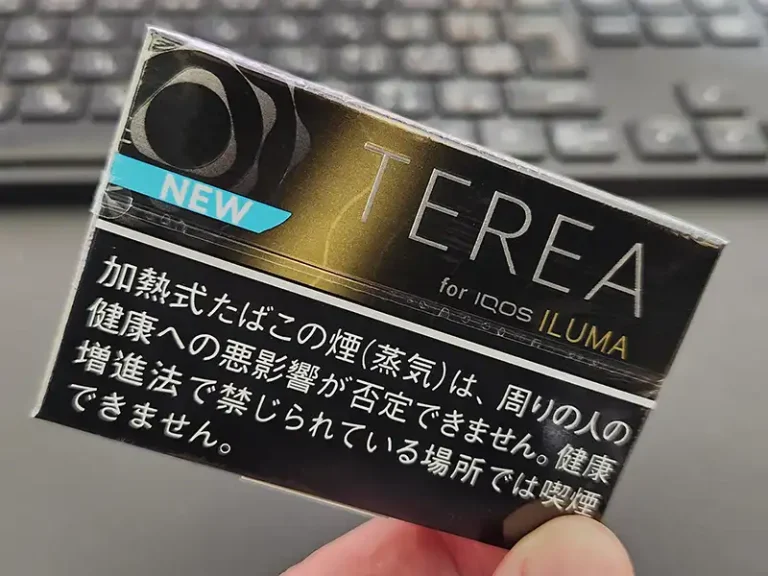 NEW
TEREA
for IQOS ILUMA
加熱式たばこの煙(蒸気)は、周りの人の
健康への悪影響が否定できません。健康
増進法で禁じられている場所では喫煙
できません。